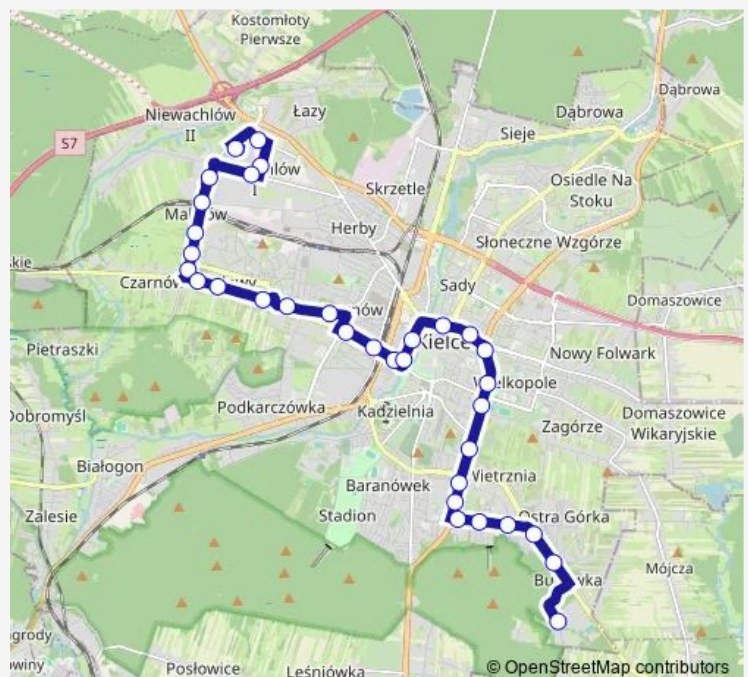 Kostomłoty
Pierwsze
Niewachlów
II
Łazy
Dąbrowa
Dąbrowa
Sieje
S7
I
Skrzetle
Osiedle Na
Stoku
Herby
Słoneczne Wzgórze
Sady
Domaszowice
Pietraszki
Kielce
Nowy Folwark
Podkarczówka
Kadzielnia
Domaszowice
Wikaryjskie
Zagórze
Białogon
Wietrznia
Baranówek
Zalesie
Stadion
Ostra Górka
Mójcza
Posłowice
Leśniówka
© OpenStreetMap contributors